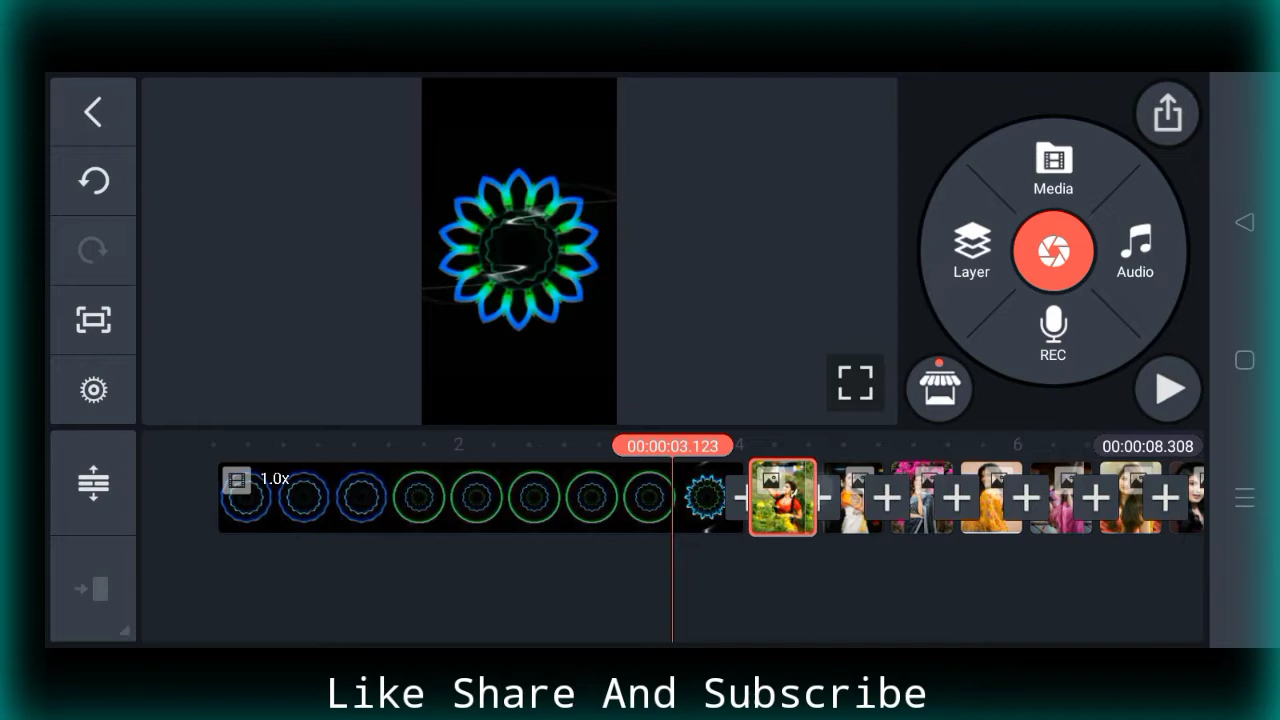 Media
Layer
Audio
REC
2
00:00:03.123
4
6
00:00:08.308
1.0x
Like Share And Subscribe